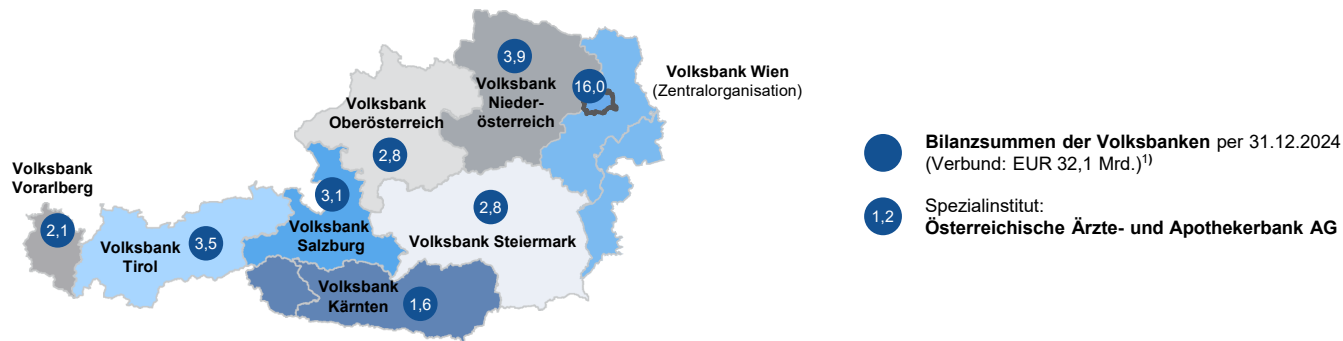 3,9
Volksbank
Nieder-
österreich
16,0
Volksbank Wien
(Zentralorganisation)
Volksbank
Oberösterreich
2,8
Volksbank
Vorarlberg
2,1
Volksbank
Tirol
3,5
3,1
Volksbank
Salzburg
2,8
Volksbank Steiermark
Volksbank
Kärnten
1,6
Bilanzsummen der Volksbanken per 31.12.2024
(Verbund: EUR 32,1 Mrd.)¹⁾
1,2
Spezialinstitut:
Österreichische Ärzte- und Apothekerbank AG